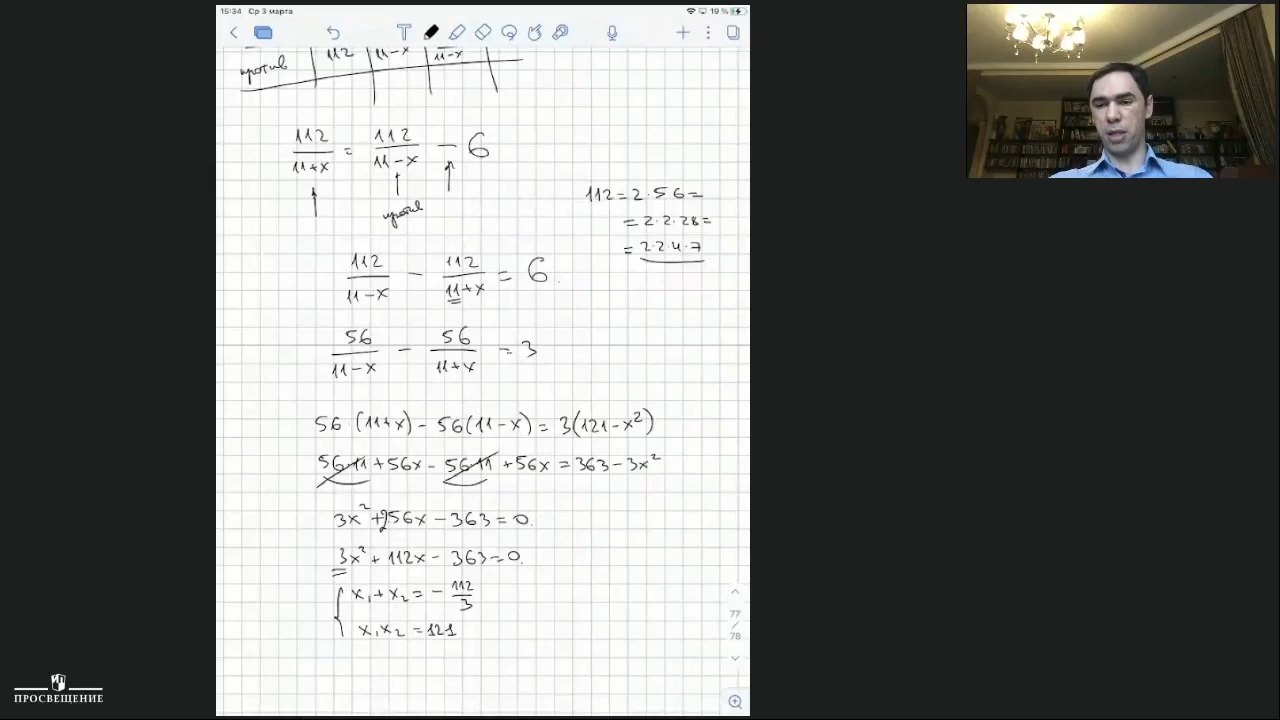 15:34 Ср 3 марта
19 %
против | 112 | 11-x | 11-x
112/11+x = 112/11-x - 6
против
112 = 2·56 =
= 2·2·28 =
= 2·2·4·7
112/11-x - 112/11+x = 6.
56/11-x - 56/11+x = 3
56·(11+x) - 56(11-x) = 3(121-x²)
56·11 + 56x - 56·11 + 56x = 363 - 3x²
3x² + 2·56x - 363 = 0.
3x² + 112x - 363 = 0.
x₁ + x₂ = - 112/3
x₁x₂ = 121
77
/
78
ПРОСВЕЩЕНИЕ